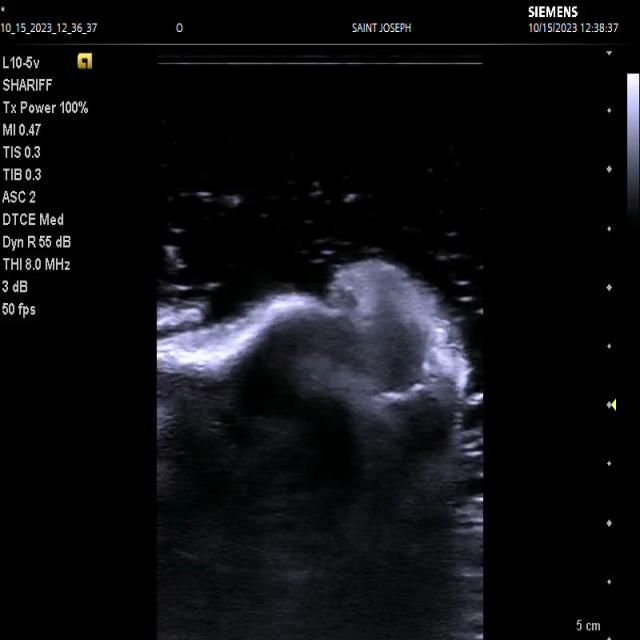 *
SIEMENS
10_15_2023_12_36_37 O SAINT JOSEPH 10/15/2023 12:38:37
L10-5v
SHARIFF
Tx Power 100%
MI 0.47
TIS 0.3
TIB 0.3
ASC 2
DTCE Med
Dyn R 55 dB
THI 8.0 MHz
3 dB
50 fps
5 cm